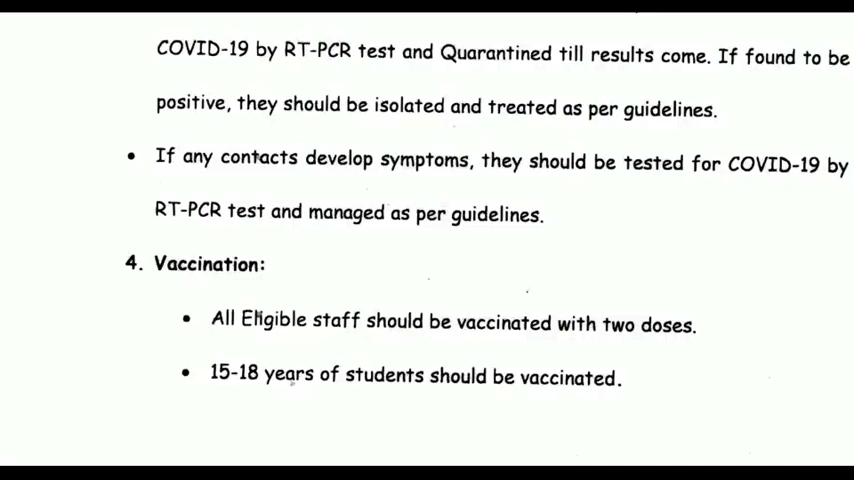 COVID-19 by RT-PCR test and Quarantined till results come. If found to be
positive, they should be isolated and treated as per guidelines.
• If any contacts develop symptoms, they should be tested for COVID-19 by
RT-PCR test and managed as per guidelines.
4. Vaccination:
• All Eligible staff should be vaccinated with two doses.
• 15-18 years of students should be vaccinated.